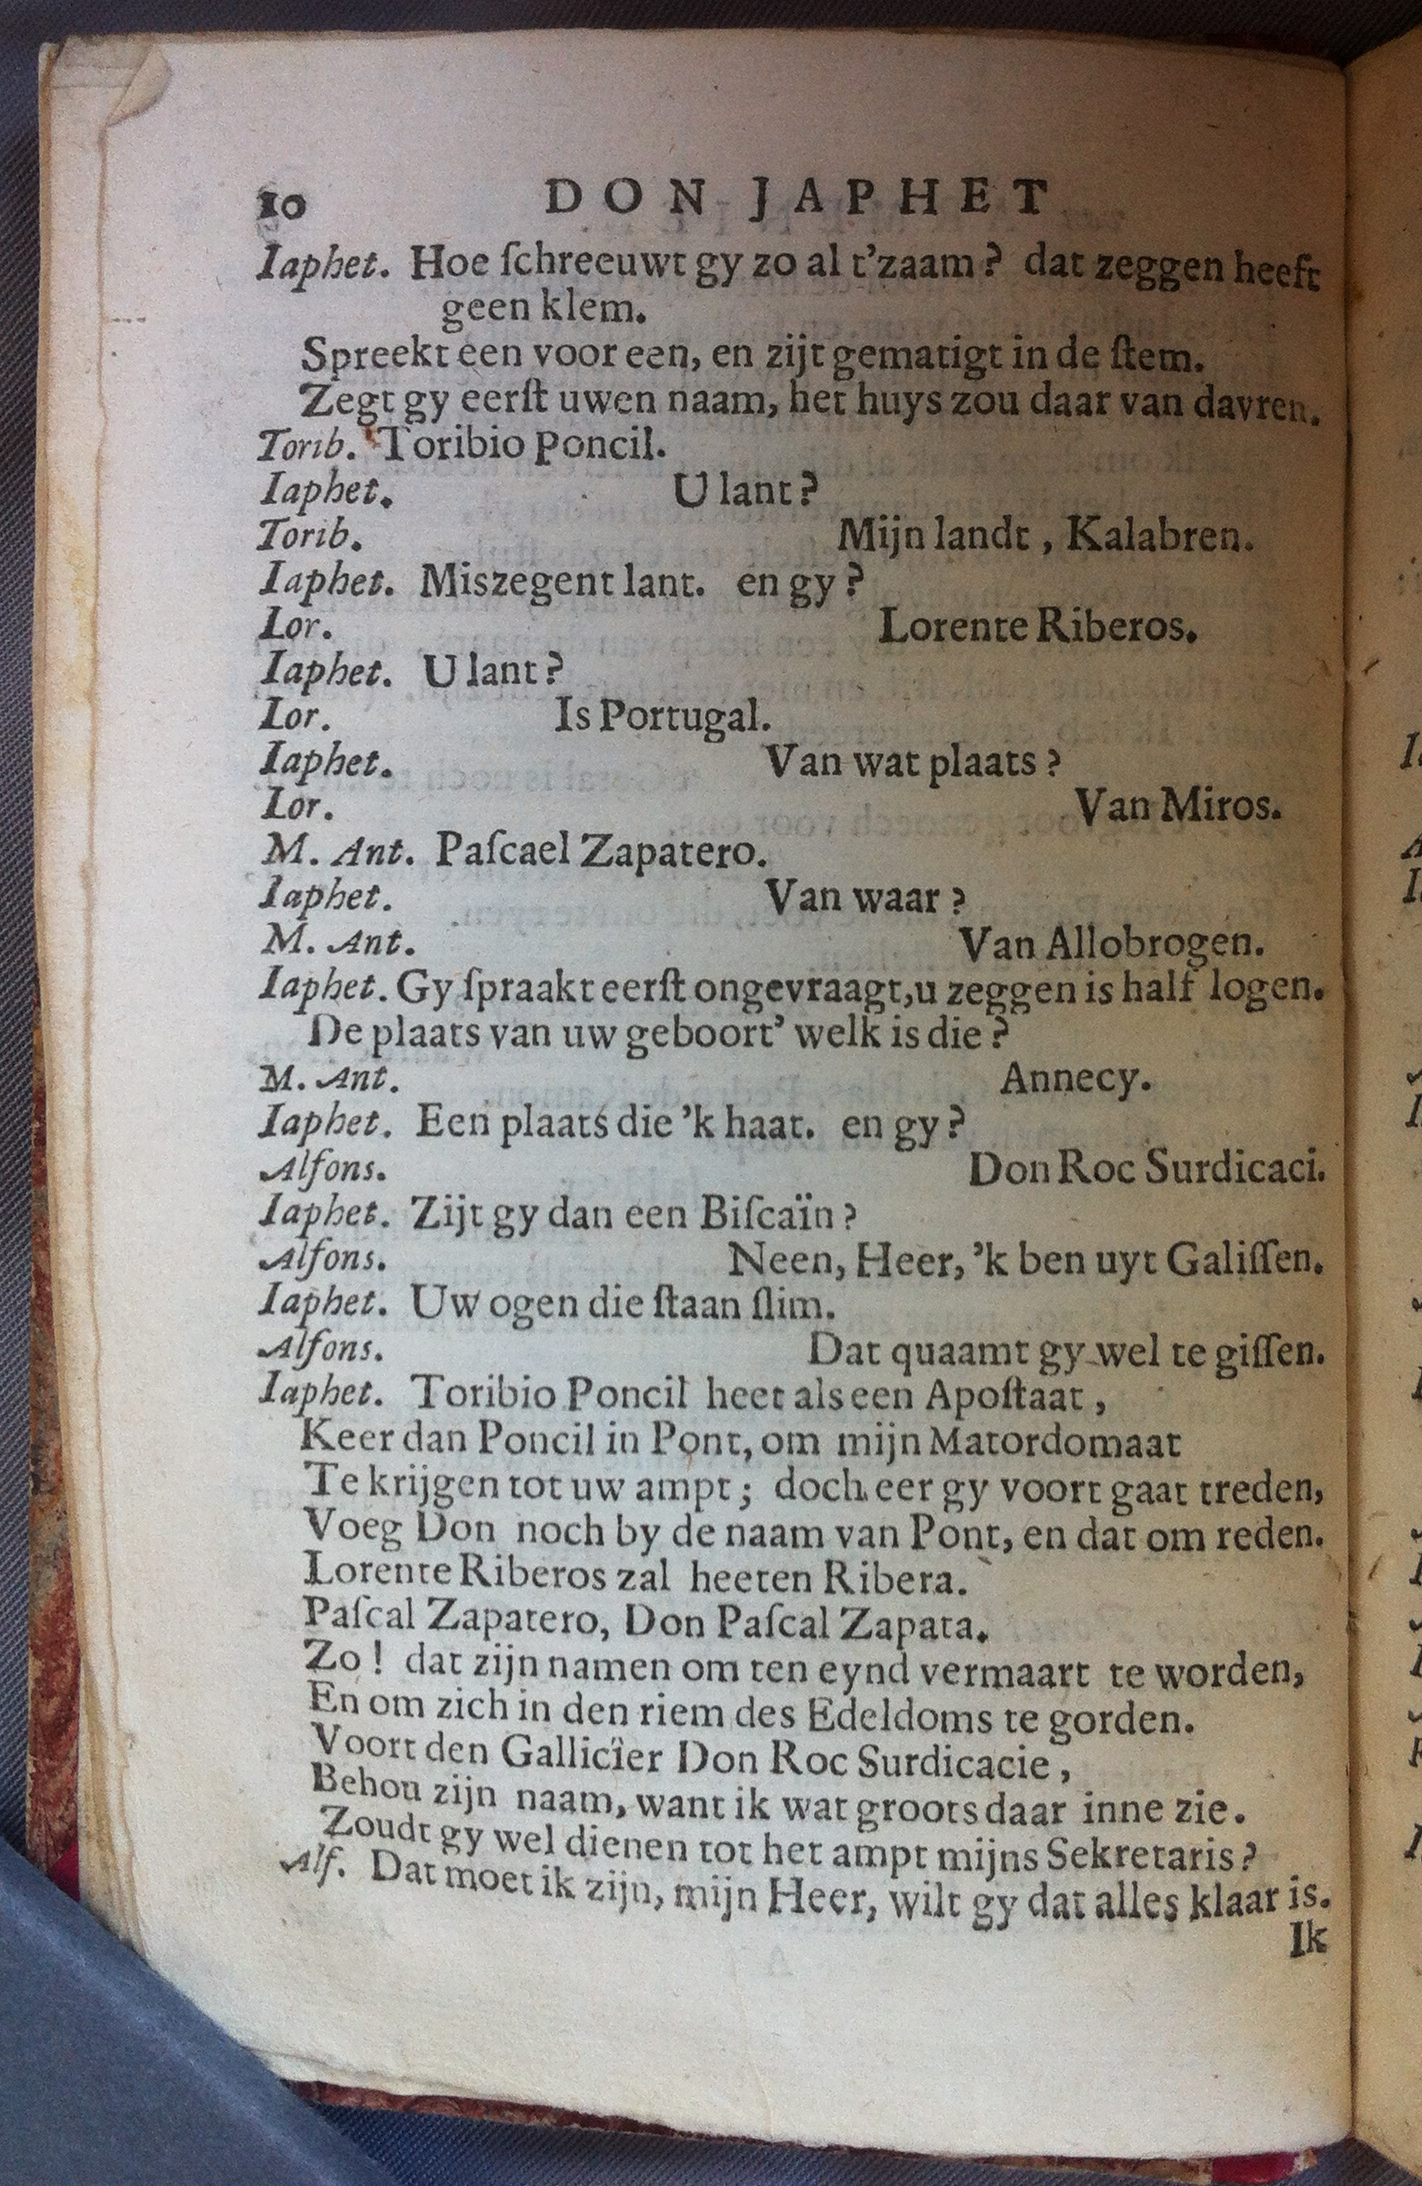 10 DON JAPHET
Iaphet. Hoe ſchreeuwt gy zo al t'zaam? dat zeggen heeft
geen klem.
Spreekt een voor een, en zijt gematigt in de ſtem.
Zegt gy eerſt uwen naam, het huys zou daar van davren.
Torib. Toribio Poncil.
Iaphet. U lant?
Torib. Mijn landt, Kalabren.
Iaphet. Miszegent lant. en gy?
Lor. Lorente Riberos.
Iaphet. U lant?
Lor. Is Portugal.
Iaphet. Van wat plaats?
Lor. Van Miros.
M. Ant. Paſcael Zapatero.
Iaphet. Van waar?
M. Ant. Van Allobrogen.
Iaphet. Gy ſpraakt eerſt ongevraagt, u zeggen is half logen.
De plaats van uw geboort' welk is die?
M. Ant. Annecy.
Iaphet. Een plaats die 'k haat. en gy?
Alfons. Don Roc Surdicaci.
Iaphet. Zijt gy dan een Biſcaïn?
Alfons. Neen, Heer, 'k ben uyt Galiſſen.
Iaphet. Uw ogen die ſtaan ſlim.
Alfons. Dat quaamt gy wel te giſſen.
Iaphet. Toribio Poncil heet als een Apoſtaat,
Keer dan Poncil in Pont, om mijn Matordomaat
Te krijgen tot uw ampt; doch eer gy voort gaat treden,
Voeg Don noch by de naam van Pont, en dat om reden.
Lorente Riberos zal heeten Ribera.
Paſcal Zapatero, Don Paſcal Zapata.
Zo! dat zijn namen om ten eynd vermaart te worden,
En om zich in den riem des Edeldoms te gorden.
Voort den Gallicïer Don Roc Surdicacie,
Behou zijn naam, want ik wat groots daar inne zie.
Zoudt gy wel dienen tot het ampt mijns Sekretaris?
Alf. Dat moet ik zijn, mijn Heer, wilt gy dat alles klaar is.
Ik